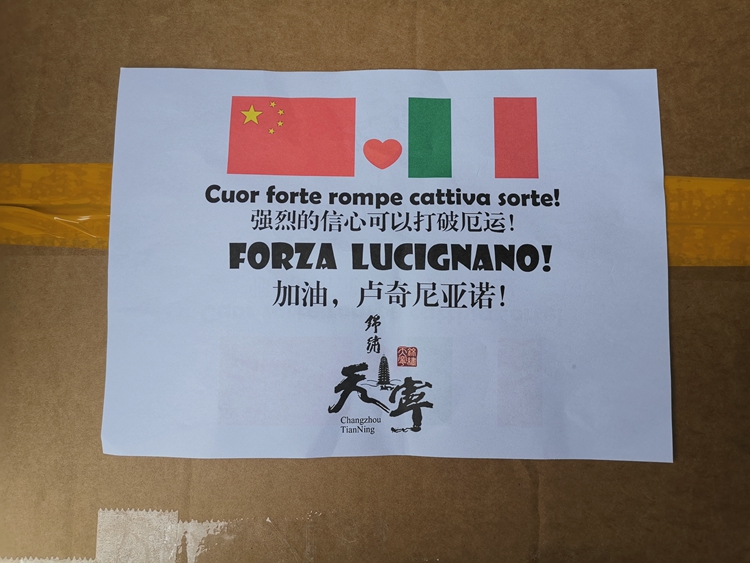 Cuor forte rompe cattiva sorte!
强烈的信心可以打破厄运!
FORZA LUCIGNANO!
加油，卢奇尼亚诺!
锦绣
天宁
Changzhou
TianNing